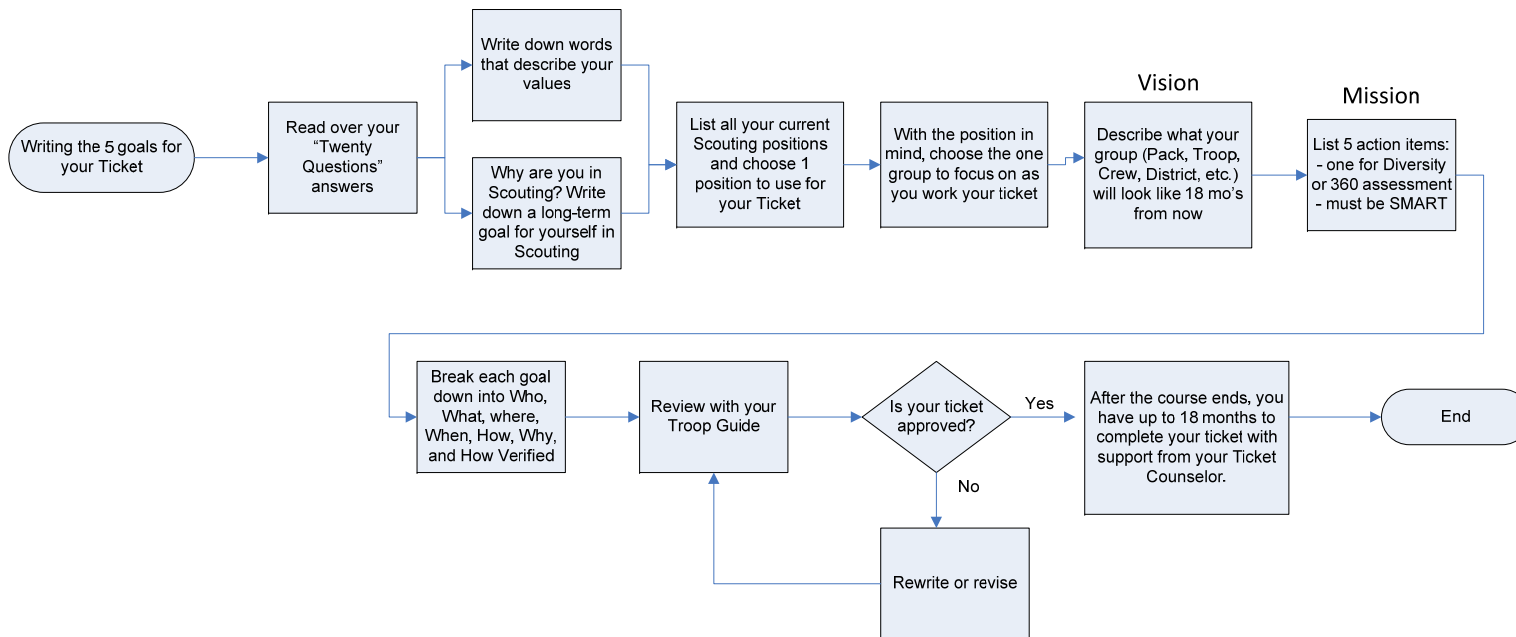 Writing the 5 goals for
your Ticket
Read over your
“Twenty
Questions”
answers
Write down words
that describe your
values
Why are you in
Scouting? Write
down a long-term
goal for yourself in
Scouting
List all your current
Scouting positions
and choose 1
position to use for
your Ticket
With the position in
mind, choose the one
group to focus on as
you work your ticket
Vision
Describe what your
group (Pack, Troop,
Crew, District, etc.)
will look like 18 mo’s
from now
Mission
List 5 action items:
- one for Diversity
or 360 assessment
- must be SMART
Break each goal
down into Who,
What, where,
When, How, Why,
and How Verified
Review with your
Troop Guide
Is your ticket
approved?
Yes
No
Rewrite or revise
After the course ends, you
have up to 18 months to
complete your ticket with
support from your Ticket
Counselor.
End